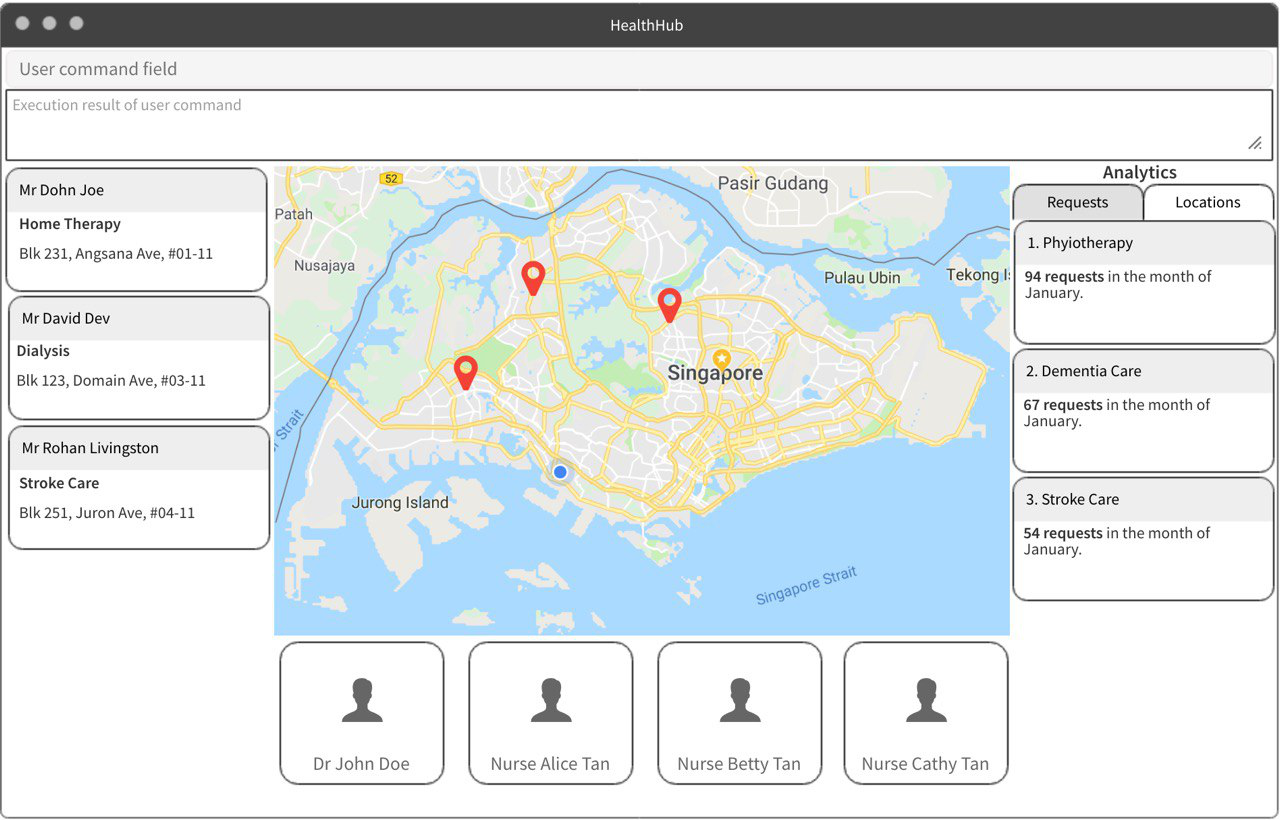 HealthHub
User command field
Execution result of user command
Mr Dohn Joe
Home Therapy
Blk 231, Angsana Ave, #01-11
Mr David Dev
Dialysis
Blk 123, Domain Ave, #03-11
Mr Rohan Livingston
Stroke Care
Blk 251, Juron Ave, #04-11
52
Pasir Gudang
Patah
Nusajaya
Pulau Ubin
Tekong Is
Singapore
Strait
Jurong Island
Singapore Strait
Analytics
Requests
Locations
1. Phyiotherapy
94 requests in the month of
January.
2. Dementia Care
67 requests in the month of
January.
3. Stroke Care
54 requests in the month of
January.
Dr John Doe
Nurse Alice Tan
Nurse Betty Tan
Nurse Cathy Tan